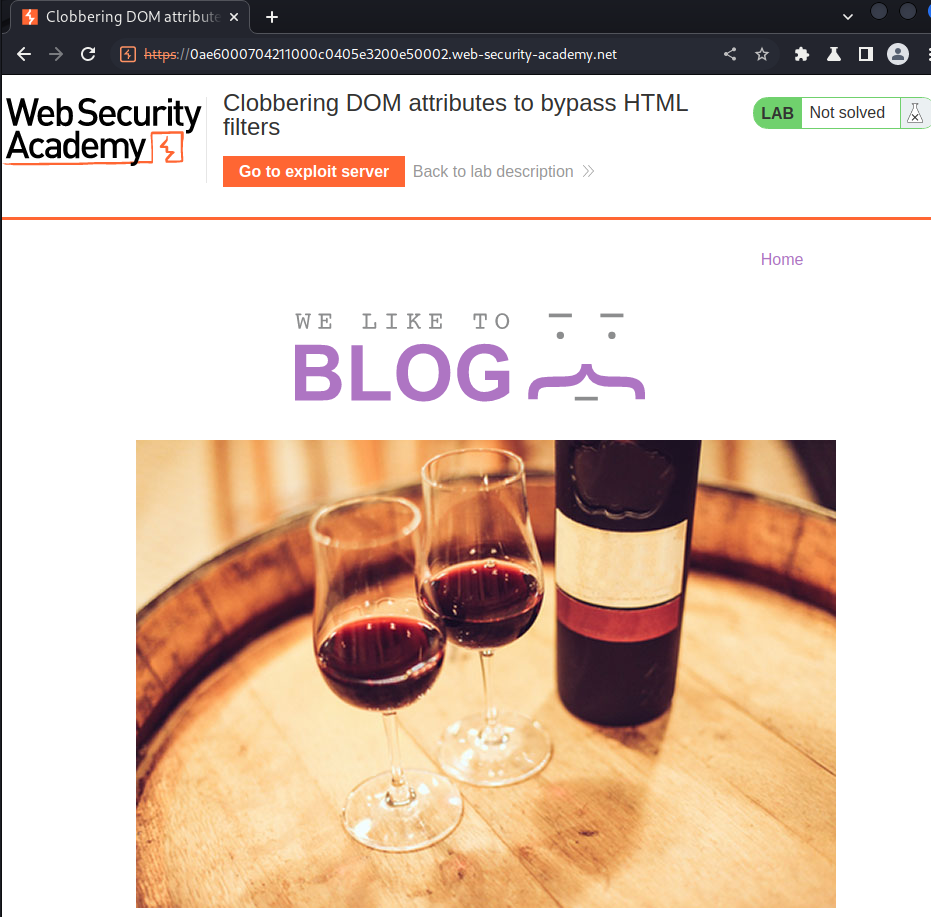 Clobbering DOM attribute
https://0ae6000704211000c0405e3200e50002.web-security-academy.net
Web Security
Academy
Clobbering DOM attributes to bypass HTML
filters
LAB Not solved
Go to exploit server Back to lab description
Home
WE LIKE TO
BLOG